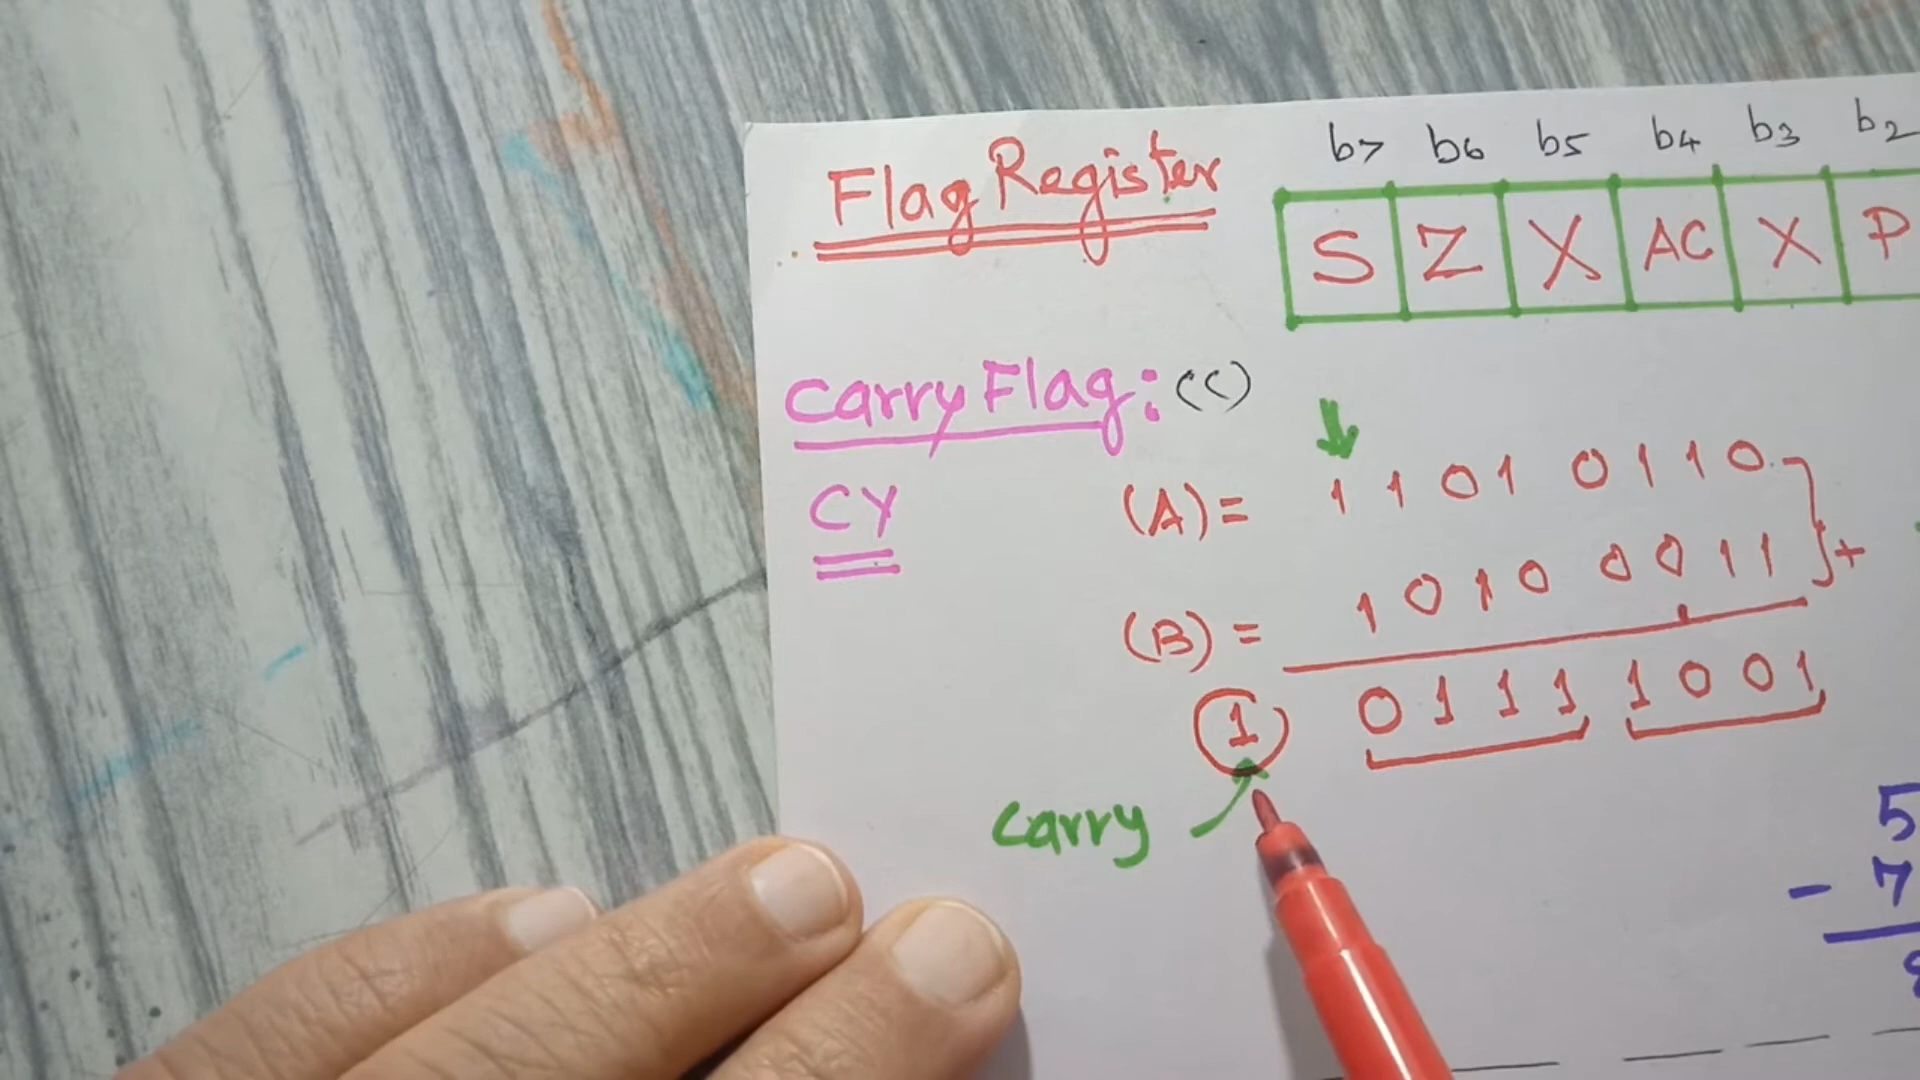 Flag Register
b7 b6 b5 b4 b3 b2
S Z X AC X P
Carry Flag: (C)
CY
(A) = 1 1 0 1 0 1 1 0
+
(B) = 1 0 1 0 0 0 1 1
1 0 1 1 1 1 0 0 1
Carry
5
- 7